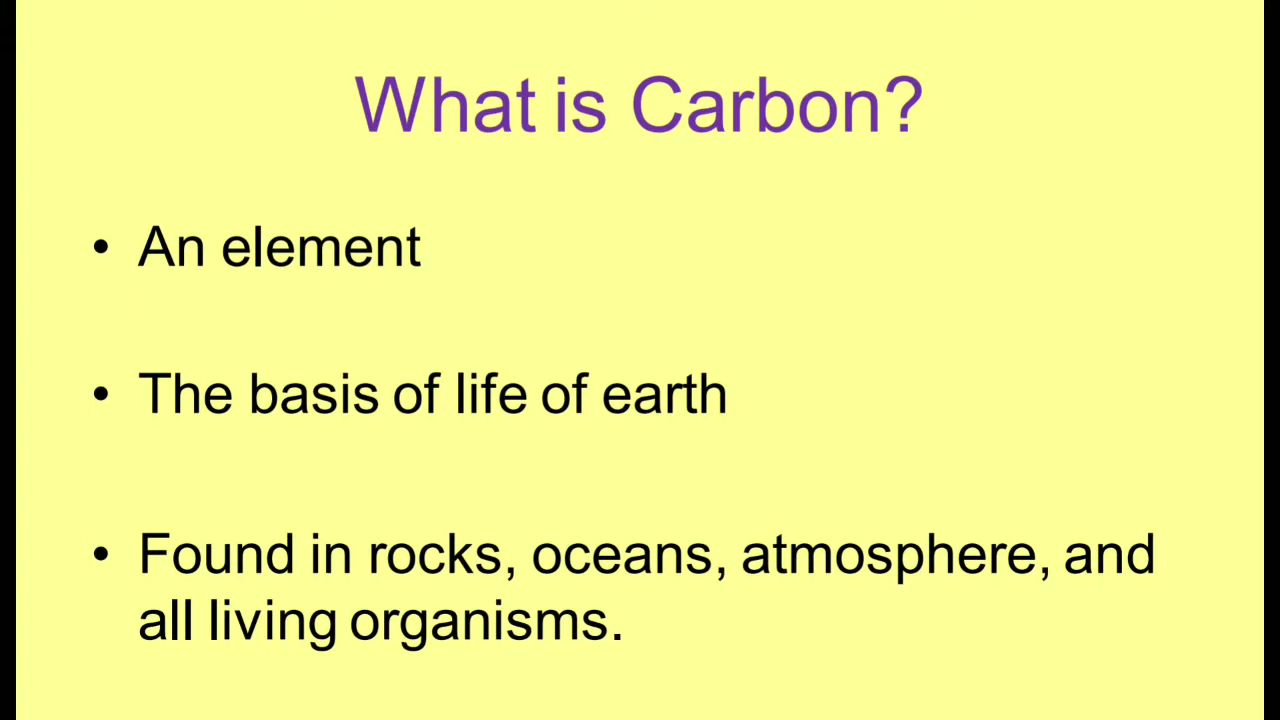 What is Carbon?
• An element
• The basis of life of earth
• Found in rocks, oceans, atmosphere, and
all living organisms.